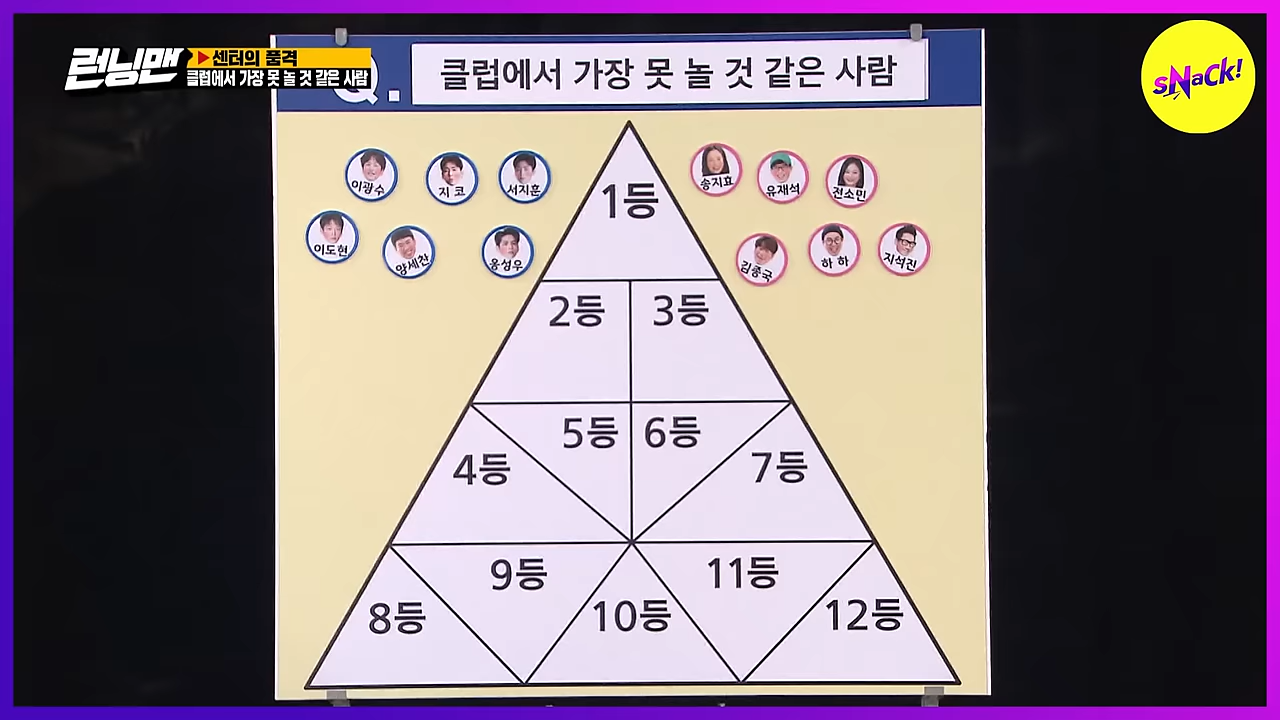 런닝맨
센터의 품격
클럽에서 가장 못 놀 것 같은 사람
sNaCK!
Q. 클럽에서 가장 못 놀 것 같은 사람
이광수
지코
서지훈
이도현
양세찬
옹성우
송지효
유재석
전소민
김종국
하하
지석진
1등
2등
3등
4등
5등
6등
7등
8등
9등
10등
11등
12등